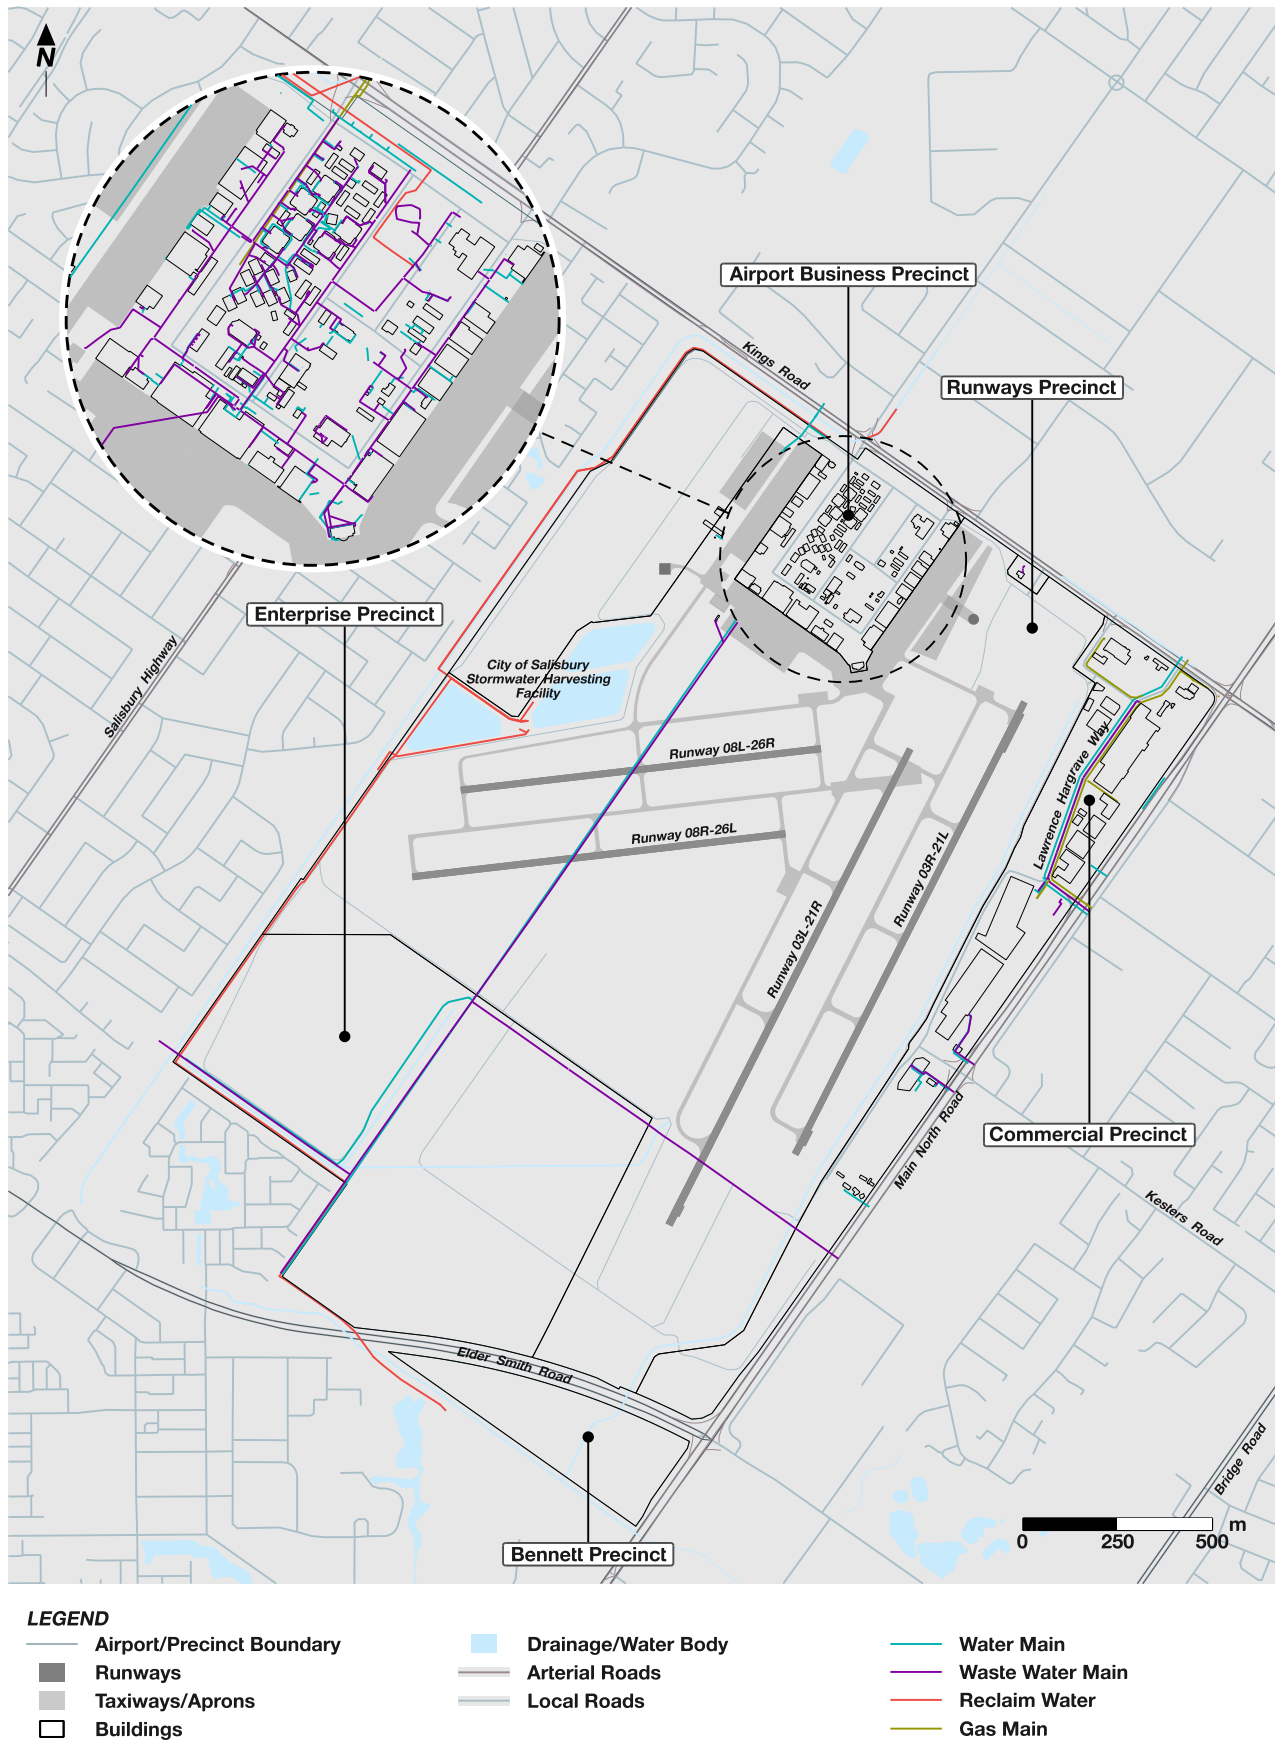 N
Airport Business Precinct
Kings Road
Runways Precinct
Enterprise Precinct
Salisbury Highway
City of Salisbury
Stormwater Harvesting
Facility
Runway 08L-26R
Runway 08R-26L
Runway 03L-21R
Runway 03R-21L
Lawrence Hargrave Way
Commercial Precinct
Main North Road
Kesters Road
Elder Smith Road
Bridge Road
Bennett Precinct
0 250 500 m
LEGEND
Airport/Precinct Boundary
Runways
Taxiways/Aprons
Buildings
Drainage/Water Body
Arterial Roads
Local Roads
Water Main
Waste Water Main
Reclaim Water
Gas Main